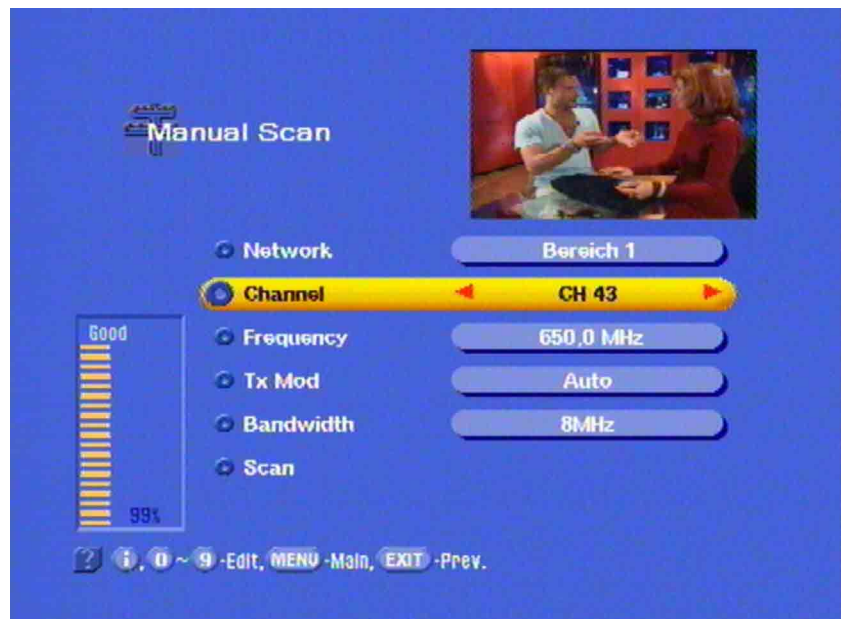 Manual Scan
Network Bereich 1
Channel CH 43
Good
Frequency 650,0 MHz
Tx Mod Auto
Bandwidth 8MHz
Scan
99%
? i, 0 ~ 9 -Edit, MENU -Main, EXIT -Prev.